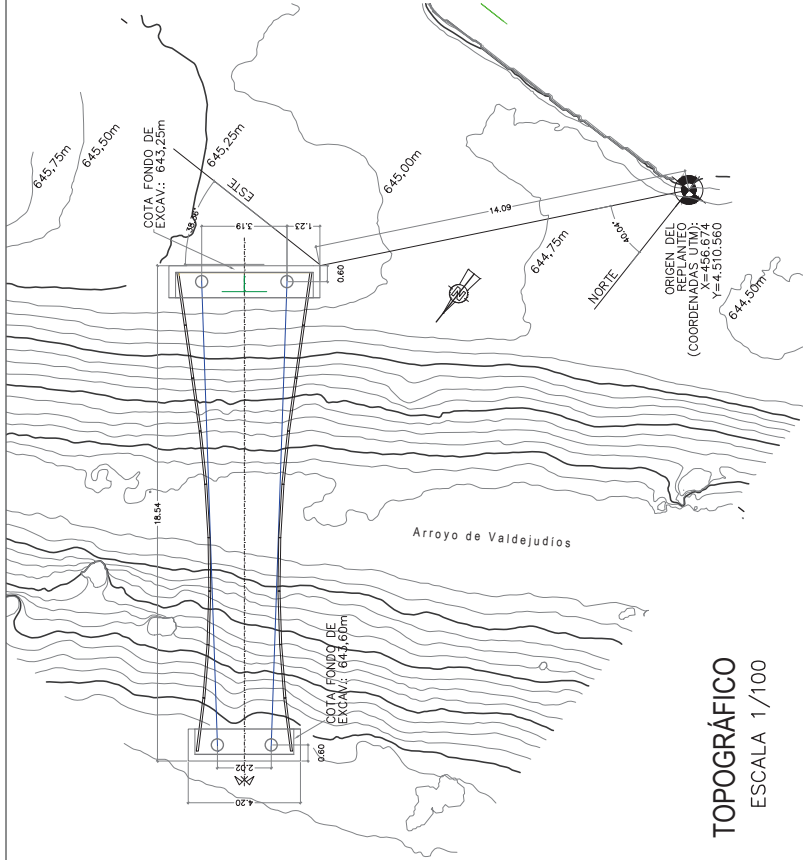 645,75m
645,50m
COTA FONDO DE
EXCAV.: 643,25m
645,25m
ESTE
3.19
1.23
0.60
645,00m
14.09
40.04°
644,75m
NORTE
ORIGEN DEL
REPLANTEO
(COORDENADAS UTM):
X=456.674
Y=4.510.560
644,50m
N
18.54
Arroyo de Valdejudíos
COTA FONDO DE
EXCAV.: 643,60m
2.02
4.20
0.60
TOPOGRÁFICO
ESCALA 1/100